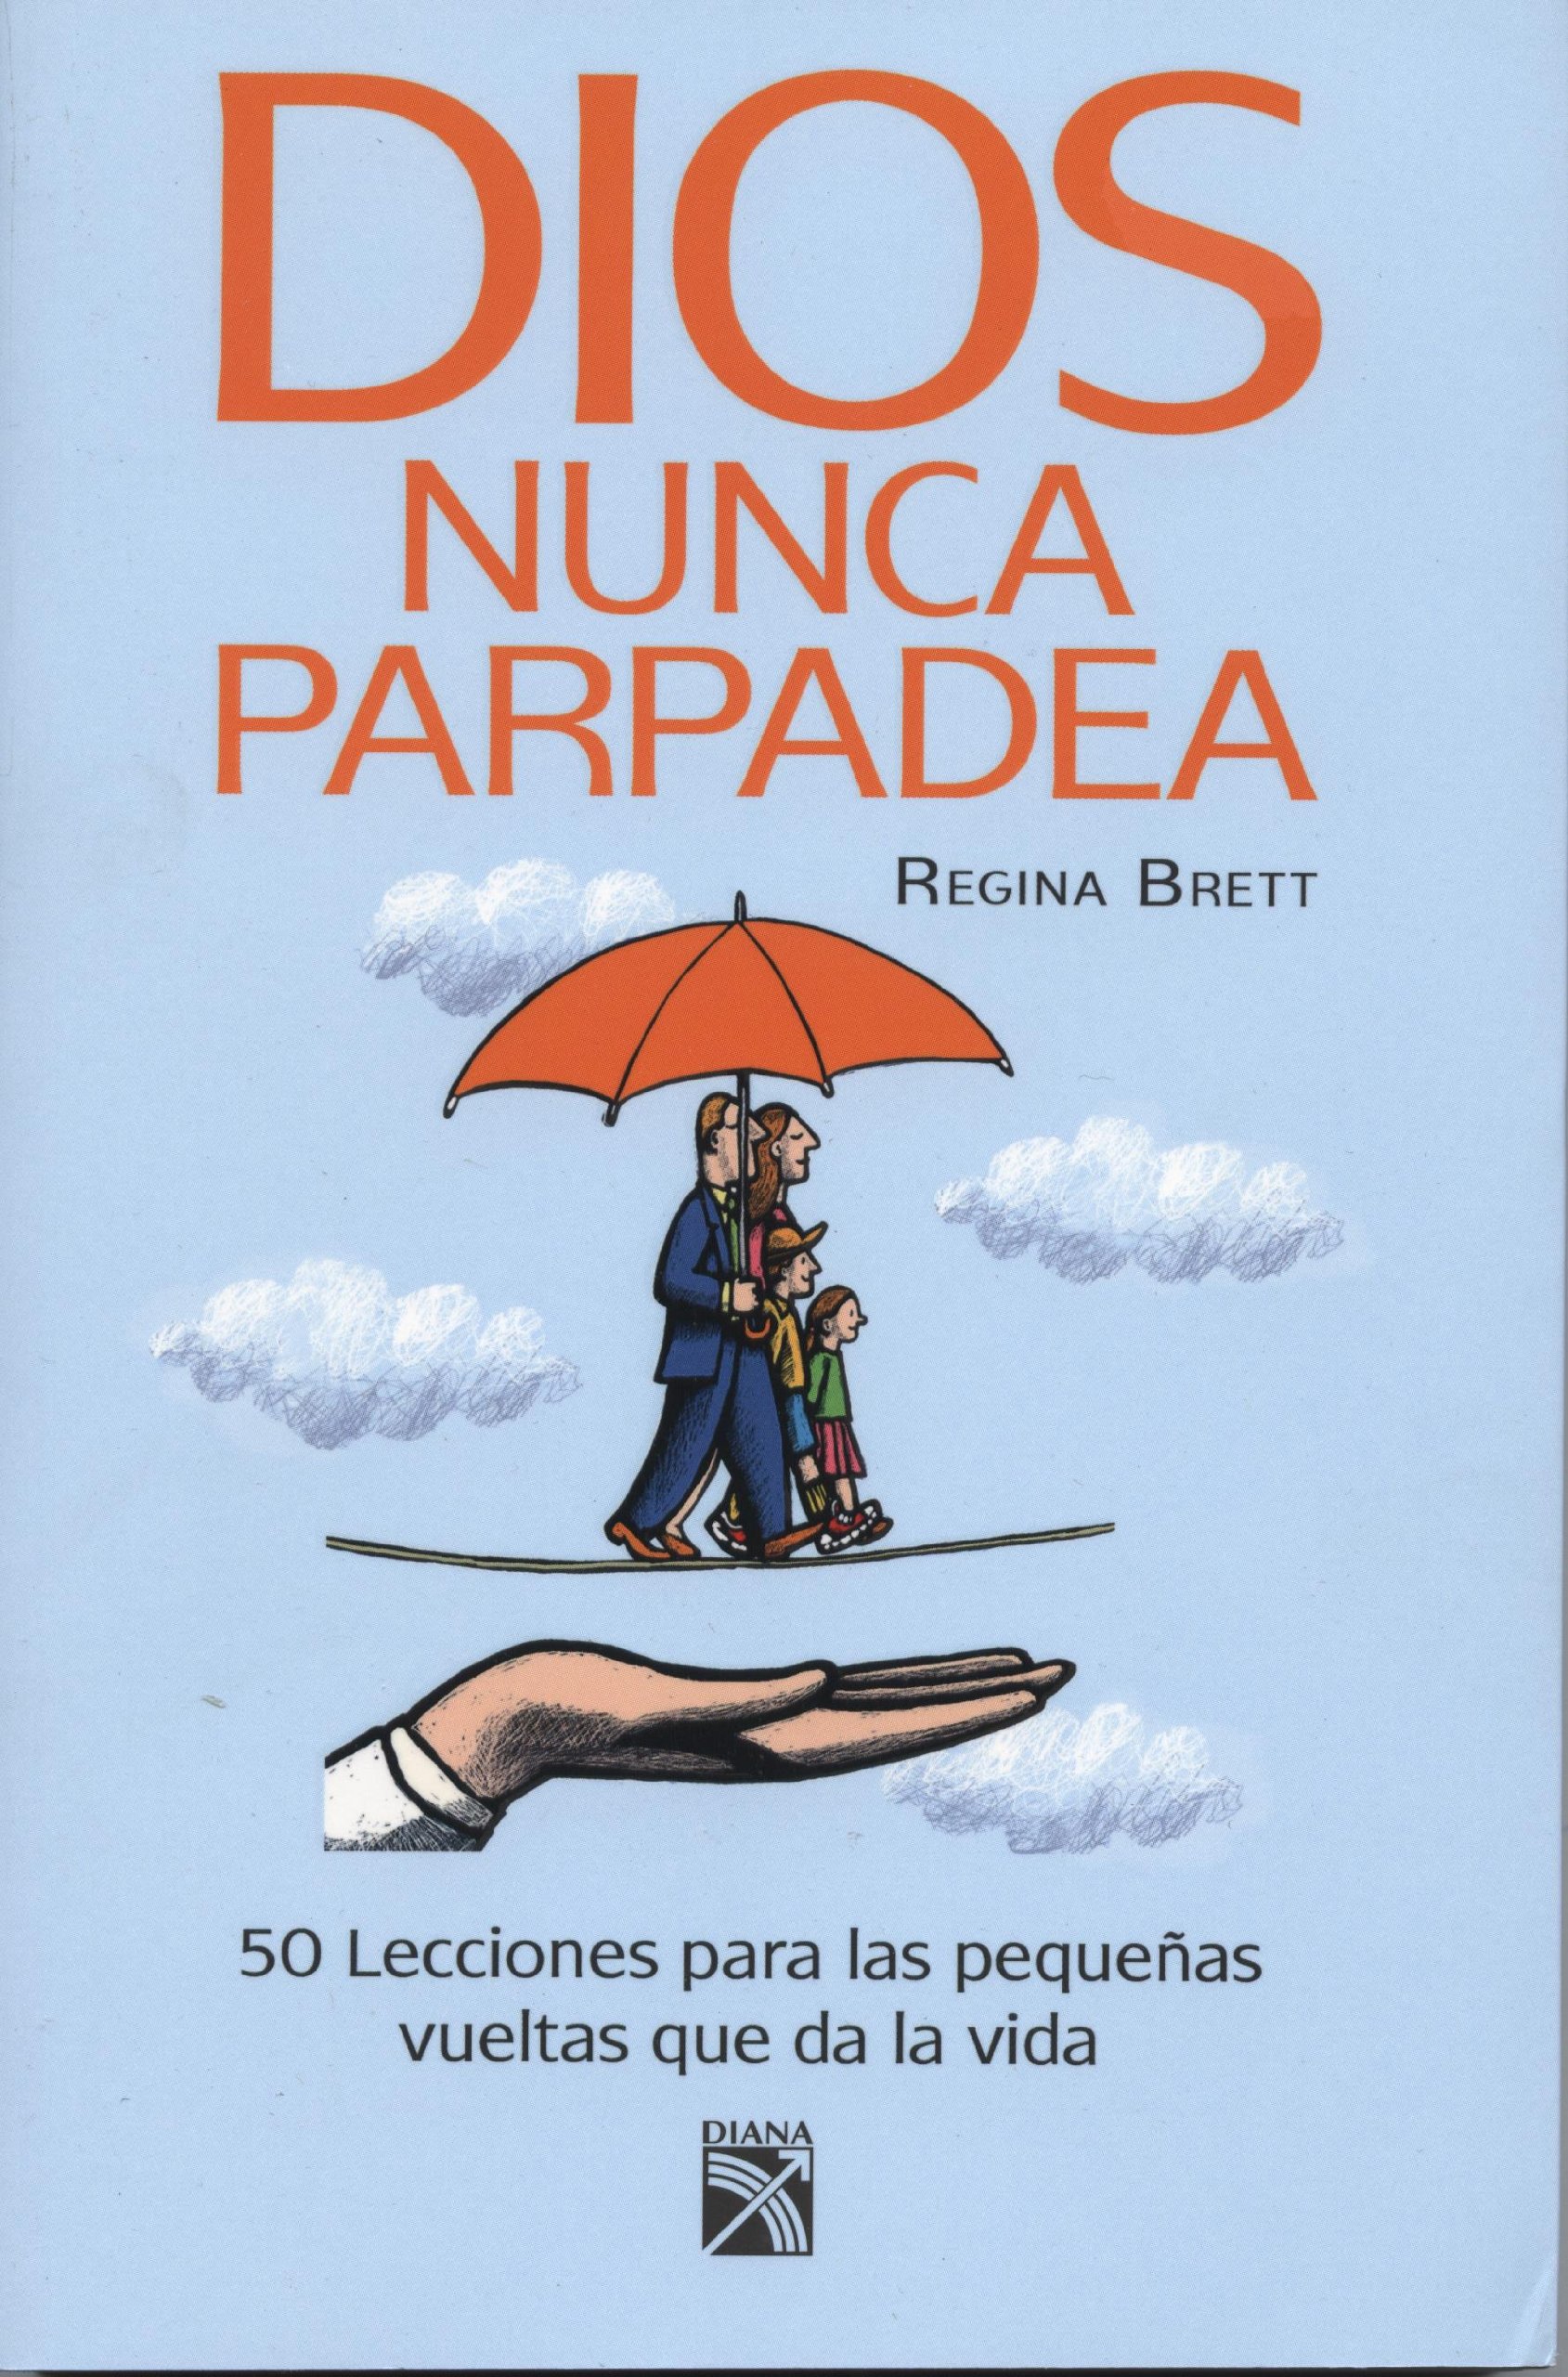 DIOS
NUNCA
PARPADEA
REGINA BRETT
50 Lecciones para las pequeñas
vueltas que da la vida
DIANA